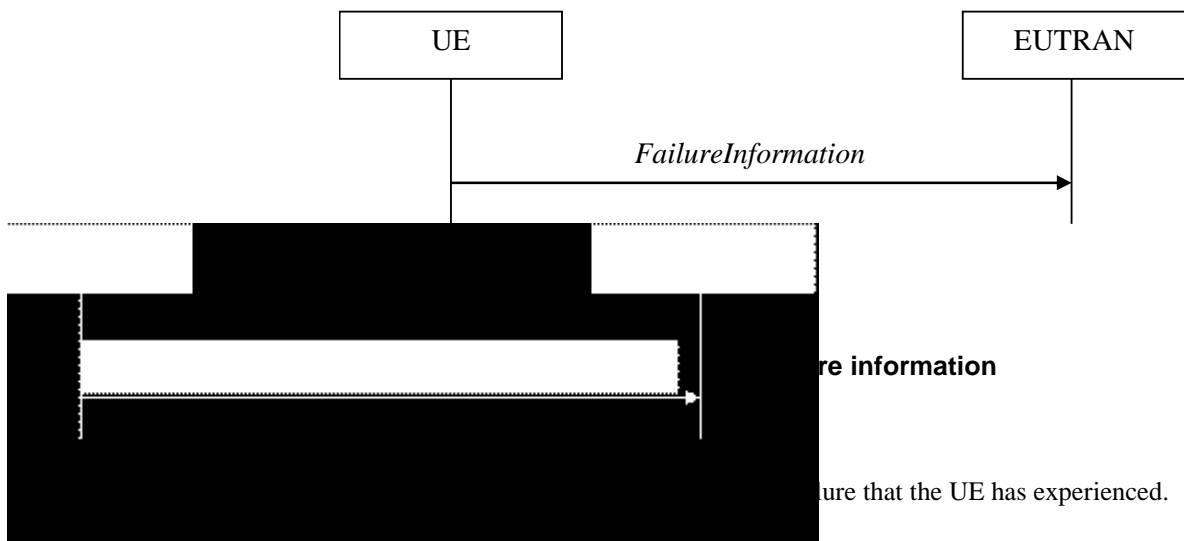 UE EUTRAN
FailureInformation
re information
lure that the UE has experienced.